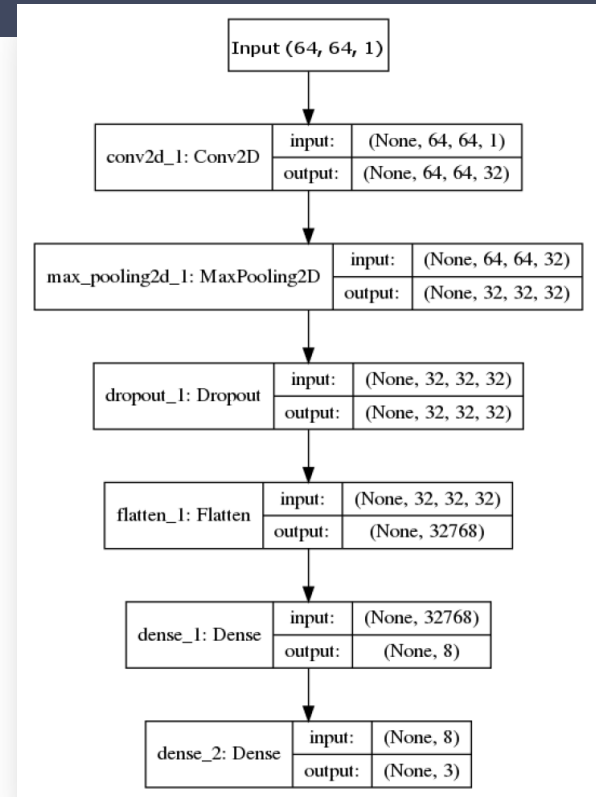 Input (64, 64, 1)
conv2d_1: Conv2D
input: (None, 64, 64, 1)
output: (None, 64, 64, 32)
max_pooling2d_1: MaxPooling2D
input: (None, 64, 64, 32)
output: (None, 32, 32, 32)
dropout_1: Dropout
input: (None, 32, 32, 32)
output: (None, 32, 32, 32)
flatten_1: Flatten
input: (None, 32, 32, 32)
output: (None, 32768)
dense_1: Dense
input: (None, 32768)
output: (None, 8)
dense_2: Dense
input: (None, 8)
output: (None, 3)